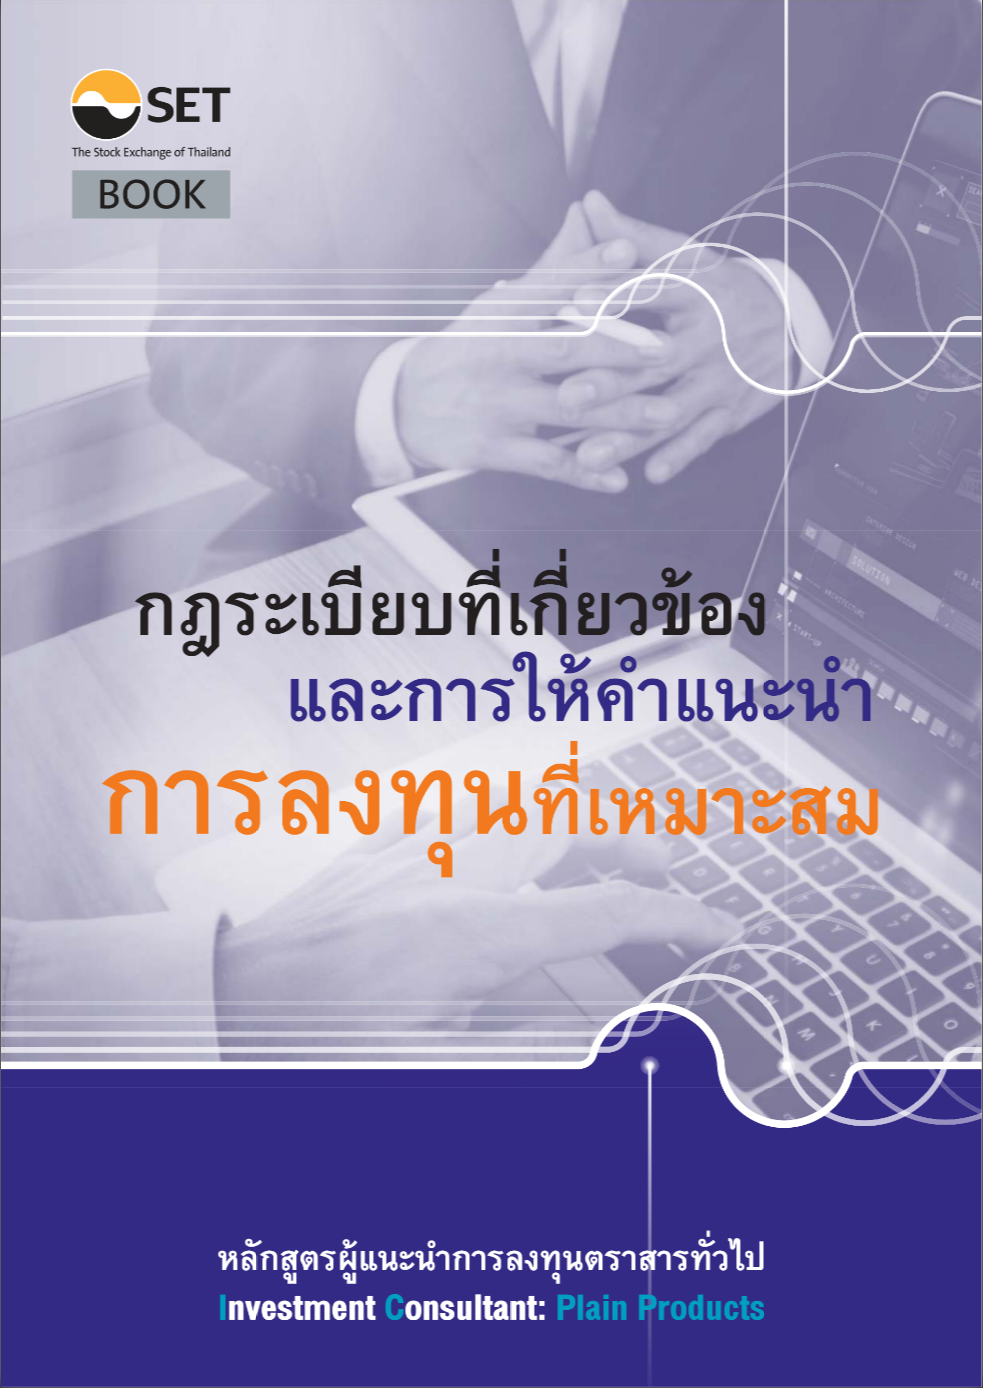 SET
The Stock Exchange of Thailand
BOOK
กฎระเบียบที่เกี่ยวข้อง
และการให้คำแนะนำ
การลงทุนที่เหมาะสม
หลักสูตรผู้แนะนำการลงทุนตราสารทั่วไป
Investment Consultant: Plain Products